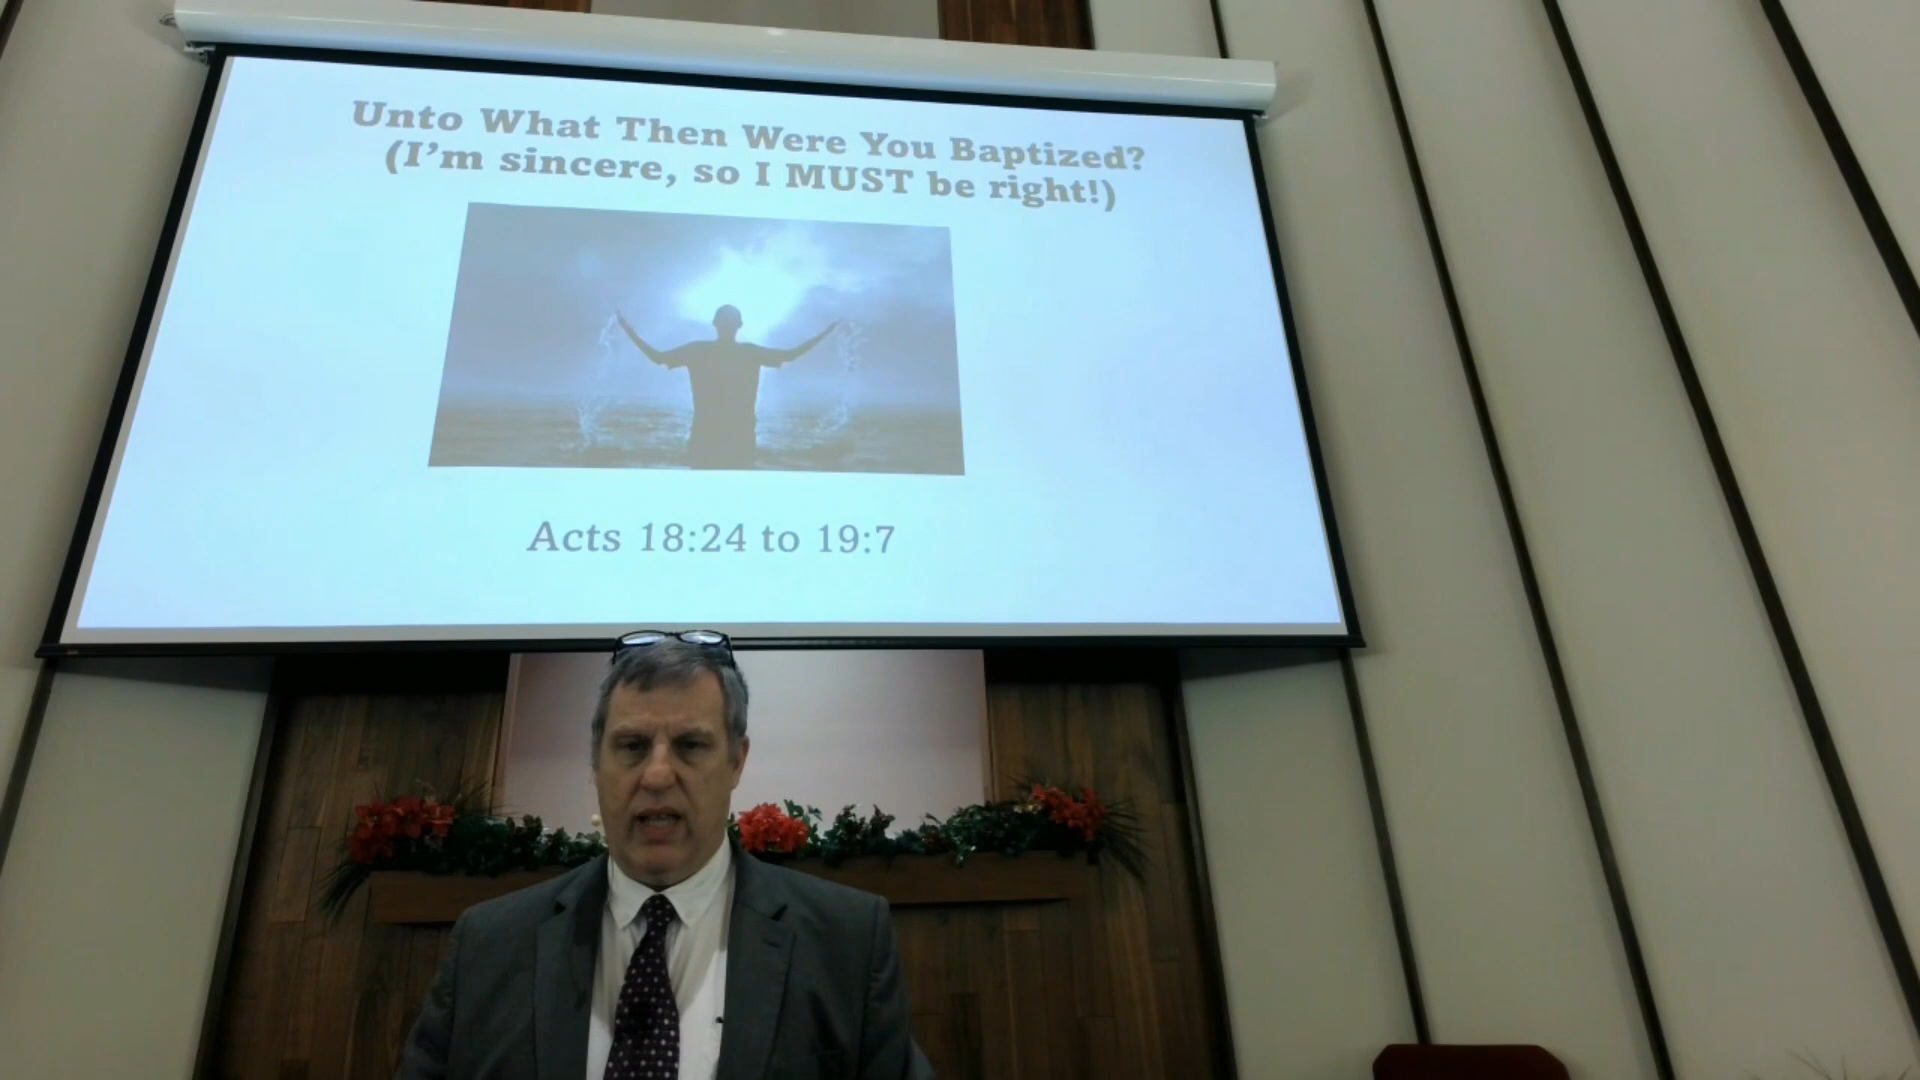 Unto What Then Were You Baptized?
(I'm sincere, so I MUST be right!)
Acts 18:24 to 19:7